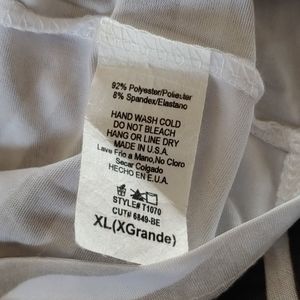 92% Polyester/Poliester
8% Spandex/Elastano
HAND WASH COLD
DO NOT BLEACH
HANG OR LINE DRY
MADE IN U.S.A
Lave Frio a Mano,No Cloro
Secar Colgado
HECHO EN E.U.A.
STYLE# T1070
CUT# 6849-BE
XL(XGrande)